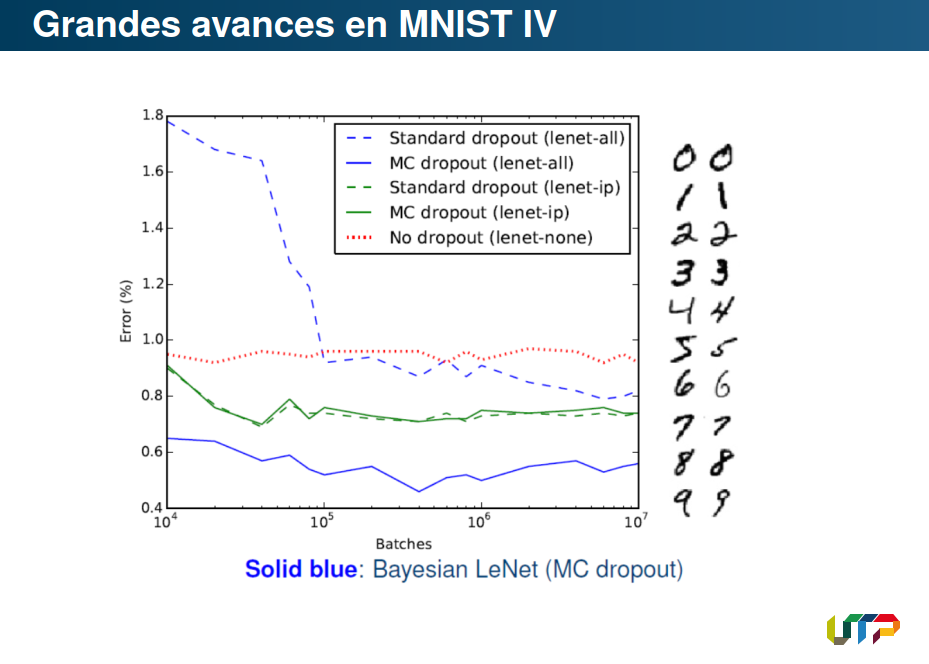 Grandes avances en MNIST IV
1.8
1.6
1.4
1.2
1.0
0.8
0.6
0.4
Error (%)
Standard dropout (lenet-all)
MC dropout (lenet-all)
Standard dropout (lenet-ip)
MC dropout (lenet-ip)
No dropout (lenet-none)
10^4 10^5 10^6 10^7
Batches
0 0
1 1
2 2
3 3
4 4
5 5
6 6
7 7
8 8
9 9
Solid blue: Bayesian LeNet (MC dropout)
UTP